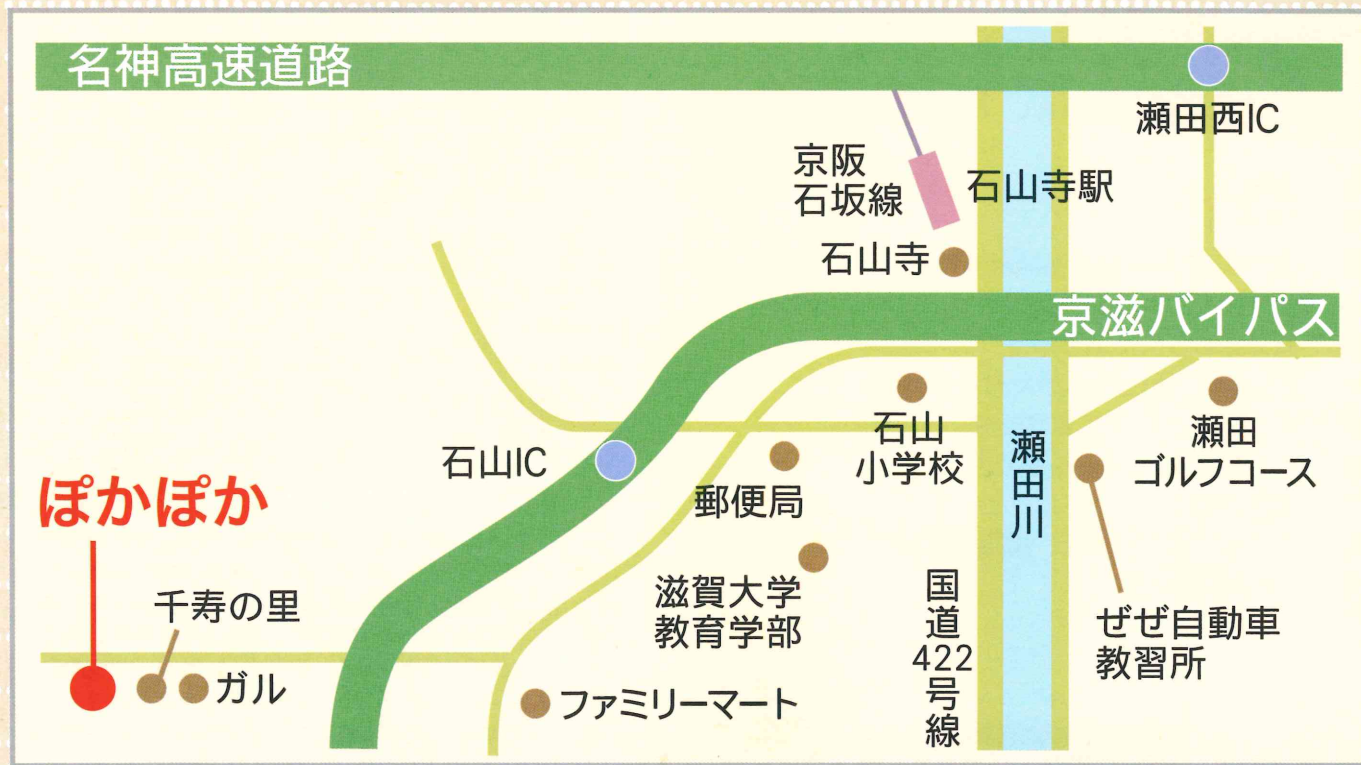 名神高速道路
瀬田西IC
京阪
石坂線
石山寺駅
石山寺
京滋バイパス
石山
小学校
瀬田
ゴルフコース
瀬田川
石山IC
郵便局
ぽかぽか
滋賀大学
教育学部
国道422号線
ぜぜ自動車
教習所
千寿の里
ガル
ファミリーマート